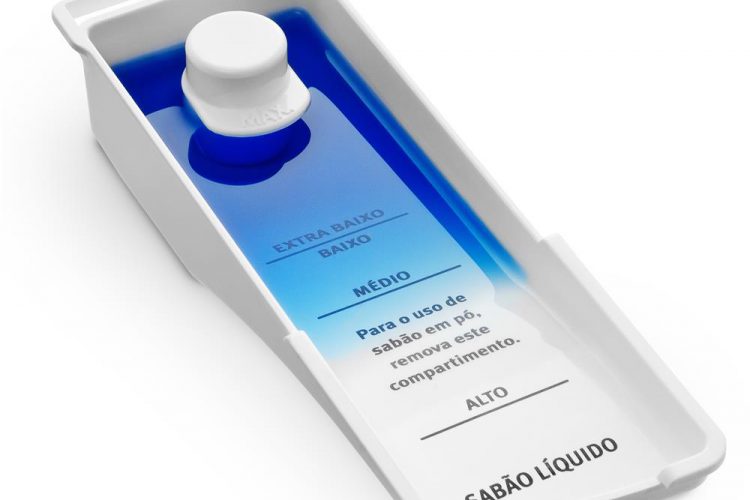 MAX.
EXTRA BAIXO
BAIXO
MÉDIO
Para o uso de
sabão em pó,
remova este
compartimento.
ALTO
SABÃO LÍQUIDO